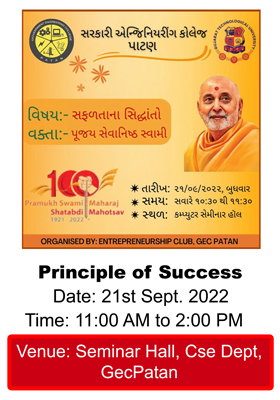 સરકારી એન્જિનિયરીંગ કોલેજ
પાટણ
વિષય:- સફળતાના સિદ્ધાંતો
વક્તા:- પૂજ્ય સેવાનિષ્ઠ સ્વામી
100
Pramukh Swami Maharaj
Shatabdi Mahotsav
1921 - 2022
✷ તારીખ: ૨૧/૦૯/૨૦૨૨, બુધવાર
✷ સમય: સવારે ૧૦:૩૦ થી ૧૧:૩૦
✷ સ્થળ: કમ્પ્યુટર સેમીનાર હોલ
ORGANISED BY: ENTREPRENEURSHIP CLUB, GEC PATAN
Principle of Success
Date: 21st Sept. 2022
Time: 11:00 AM to 2:00 PM
Venue: Seminar Hall, Cse Dept,
GecPatan